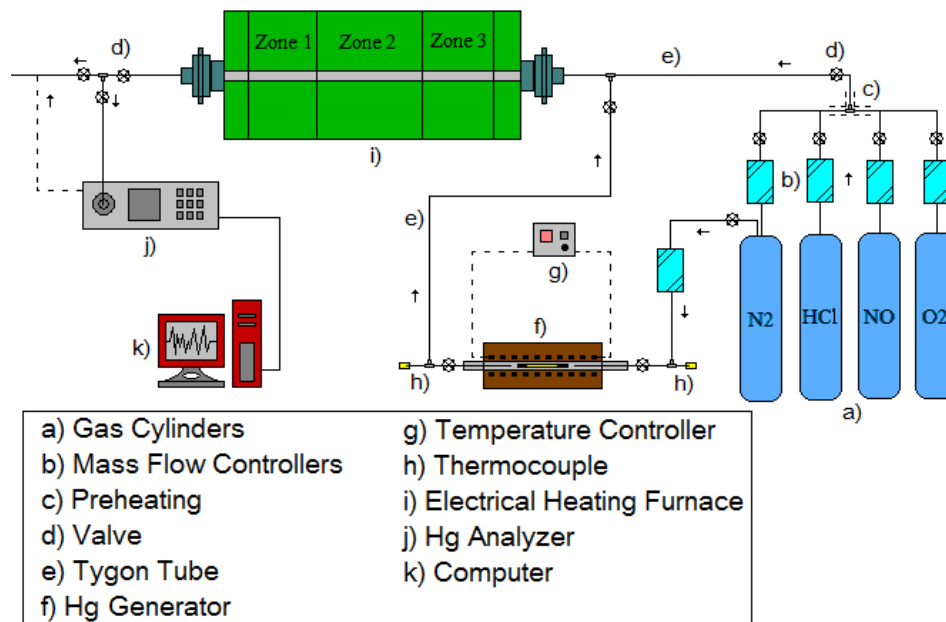 Zone 1 Zone 2 Zone 3
d)
e)
d)
c)
i)
b)
e)
j)
g)
N2 HCl NO O2
f)
k)
h)
h)
a)
a) Gas Cylinders
b) Mass Flow Controllers
c) Preheating
d) Valve
e) Tygon Tube
f) Hg Generator
g) Temperature Controller
h) Thermocouple
i) Electrical Heating Furnace
j) Hg Analyzer
k) Computer